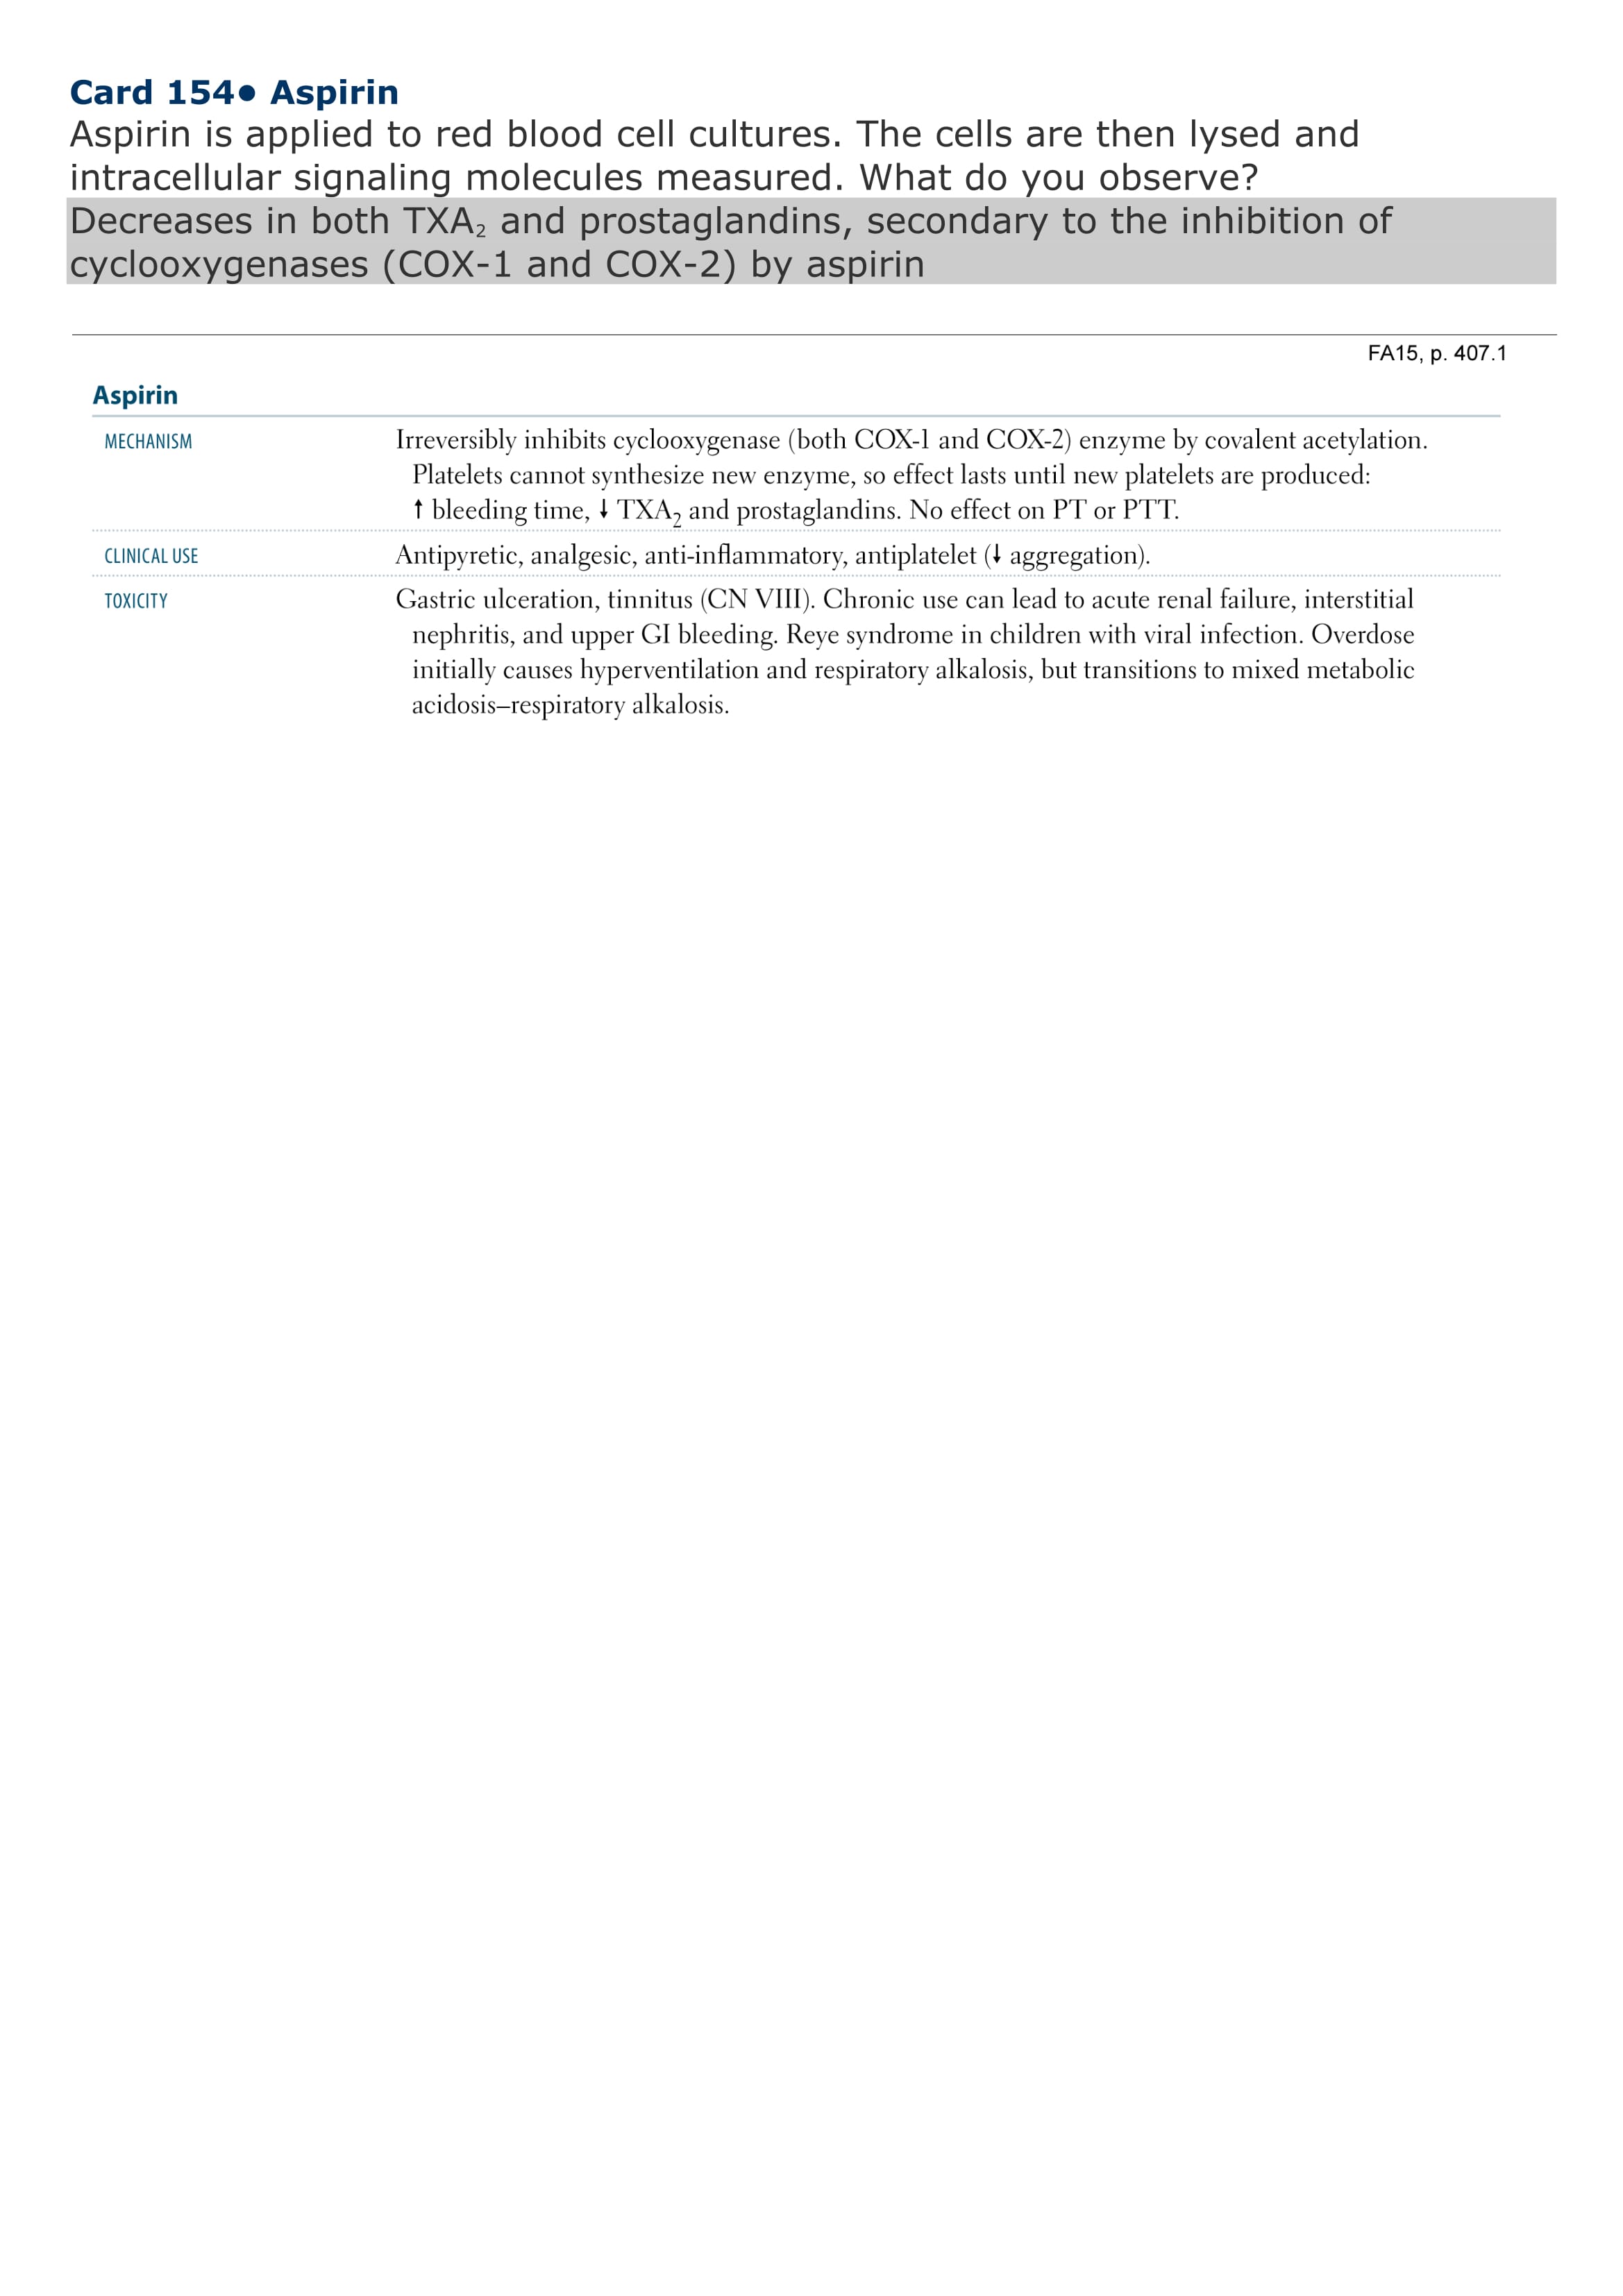 Card 154● Aspirin
Aspirin is applied to red blood cell cultures. The cells are then lysed and
intracellular signaling molecules measured. What do you observe?
Decreases in both TXA₂ and prostaglandins, secondary to the inhibition of
cyclooxygenases (COX-1 and COX-2) by aspirin
FA15, p. 407.1
Aspirin
MECHANISM Irreversibly inhibits cyclooxygenase (both COX-1 and COX-2) enzyme by covalent acetylation.
Platelets cannot synthesize new enzyme, so effect lasts until new platelets are produced:
↑ bleeding time, ↓ TXA₂ and prostaglandins. No effect on PT or PTT.
CLINICAL USE Antipyretic, analgesic, anti-inflammatory, antiplatelet (↓ aggregation).
TOXICITY Gastric ulceration, tinnitus (CN VIII). Chronic use can lead to acute renal failure, interstitial
nephritis, and upper GI bleeding. Reye syndrome in children with viral infection. Overdose
initially causes hyperventilation and respiratory alkalosis, but transitions to mixed metabolic
acidosis–respiratory alkalosis.